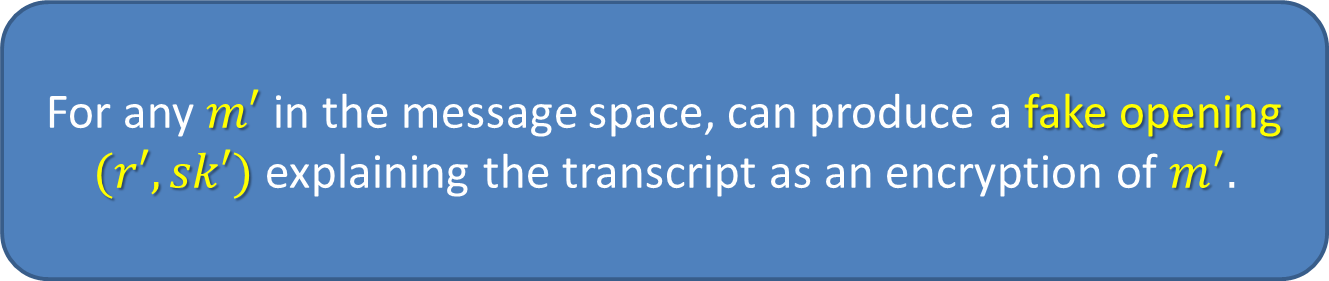 For any m′ in the message space, can produce a fake opening
(r′, sk′) explaining the transcript as an encryption of m′.